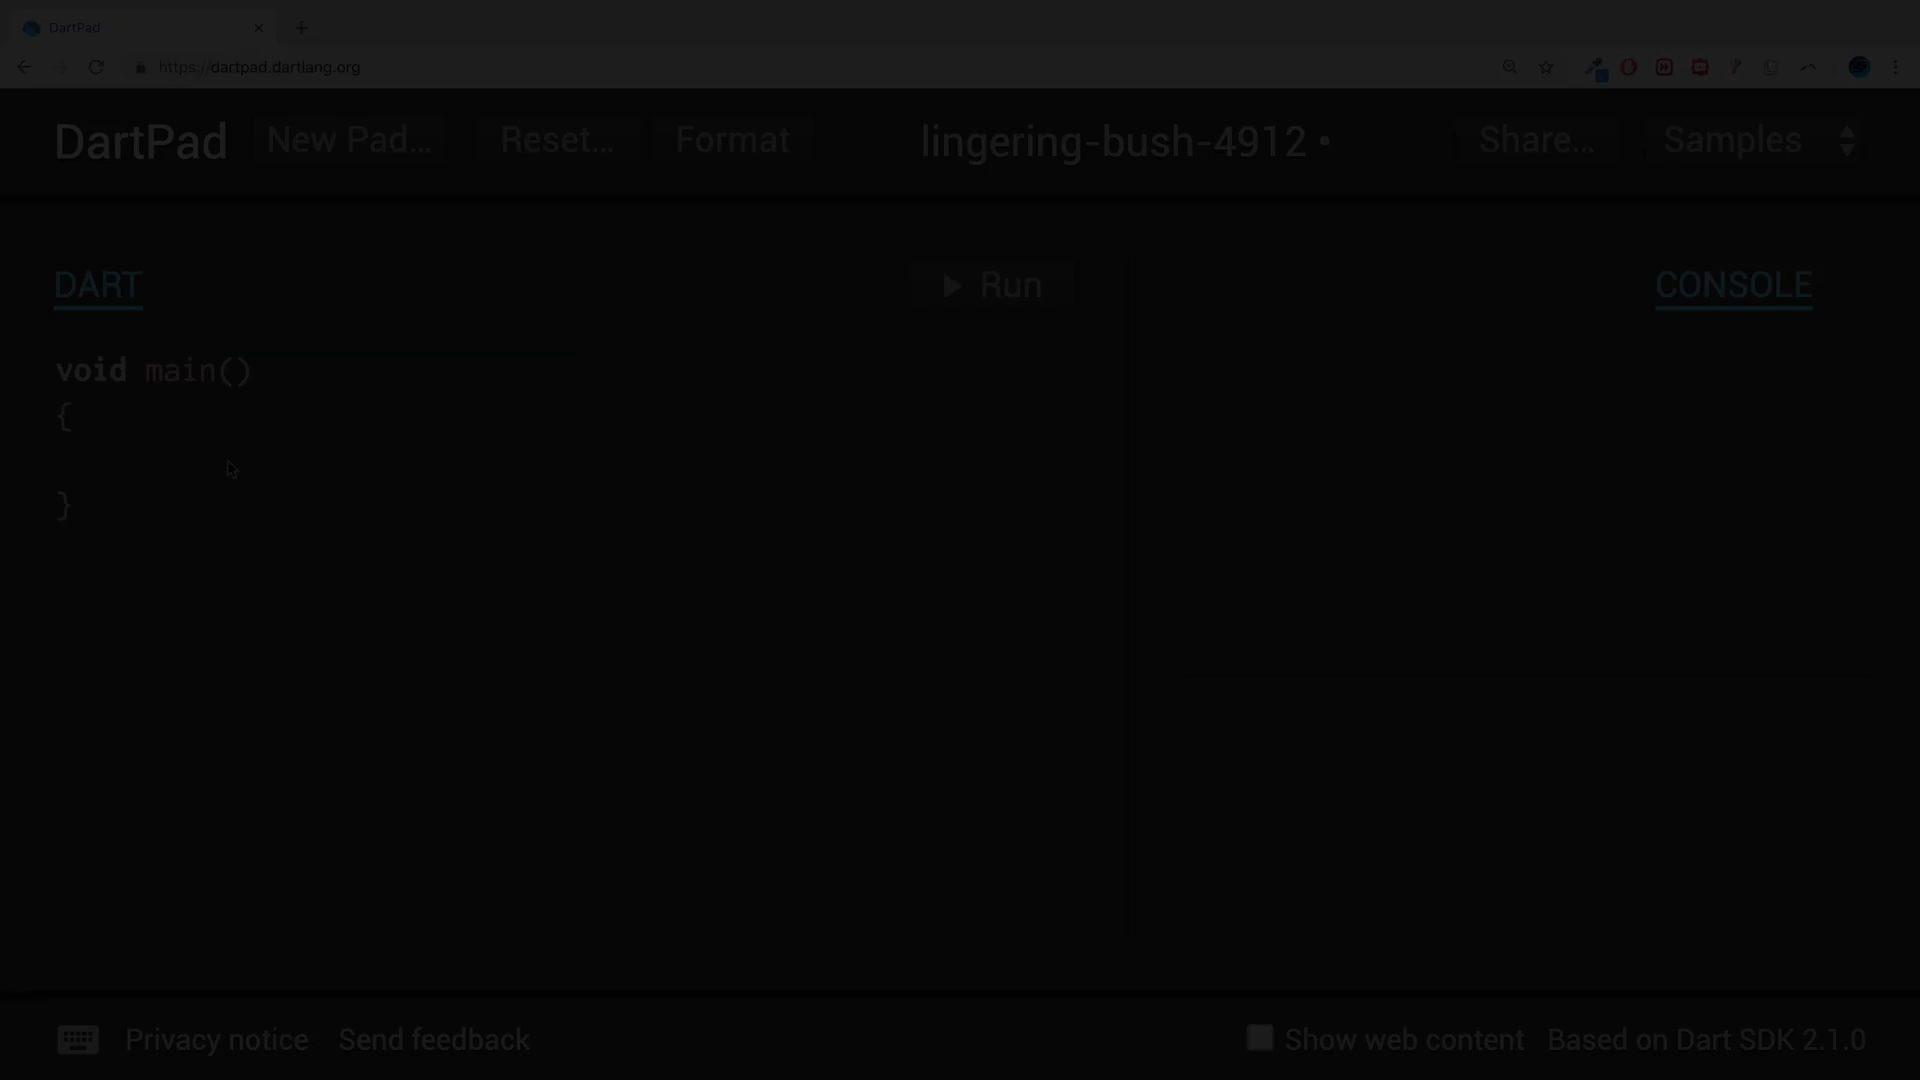 DartPad
https://dartpad.dartlang.org
DartPad New Pad... Reset... Format lingering-bush-4912 • Share... Samples
DART Run CONSOLE
void main()
{
}
Privacy notice Send feedback Show web content Based on Dart SDK 2.1.0